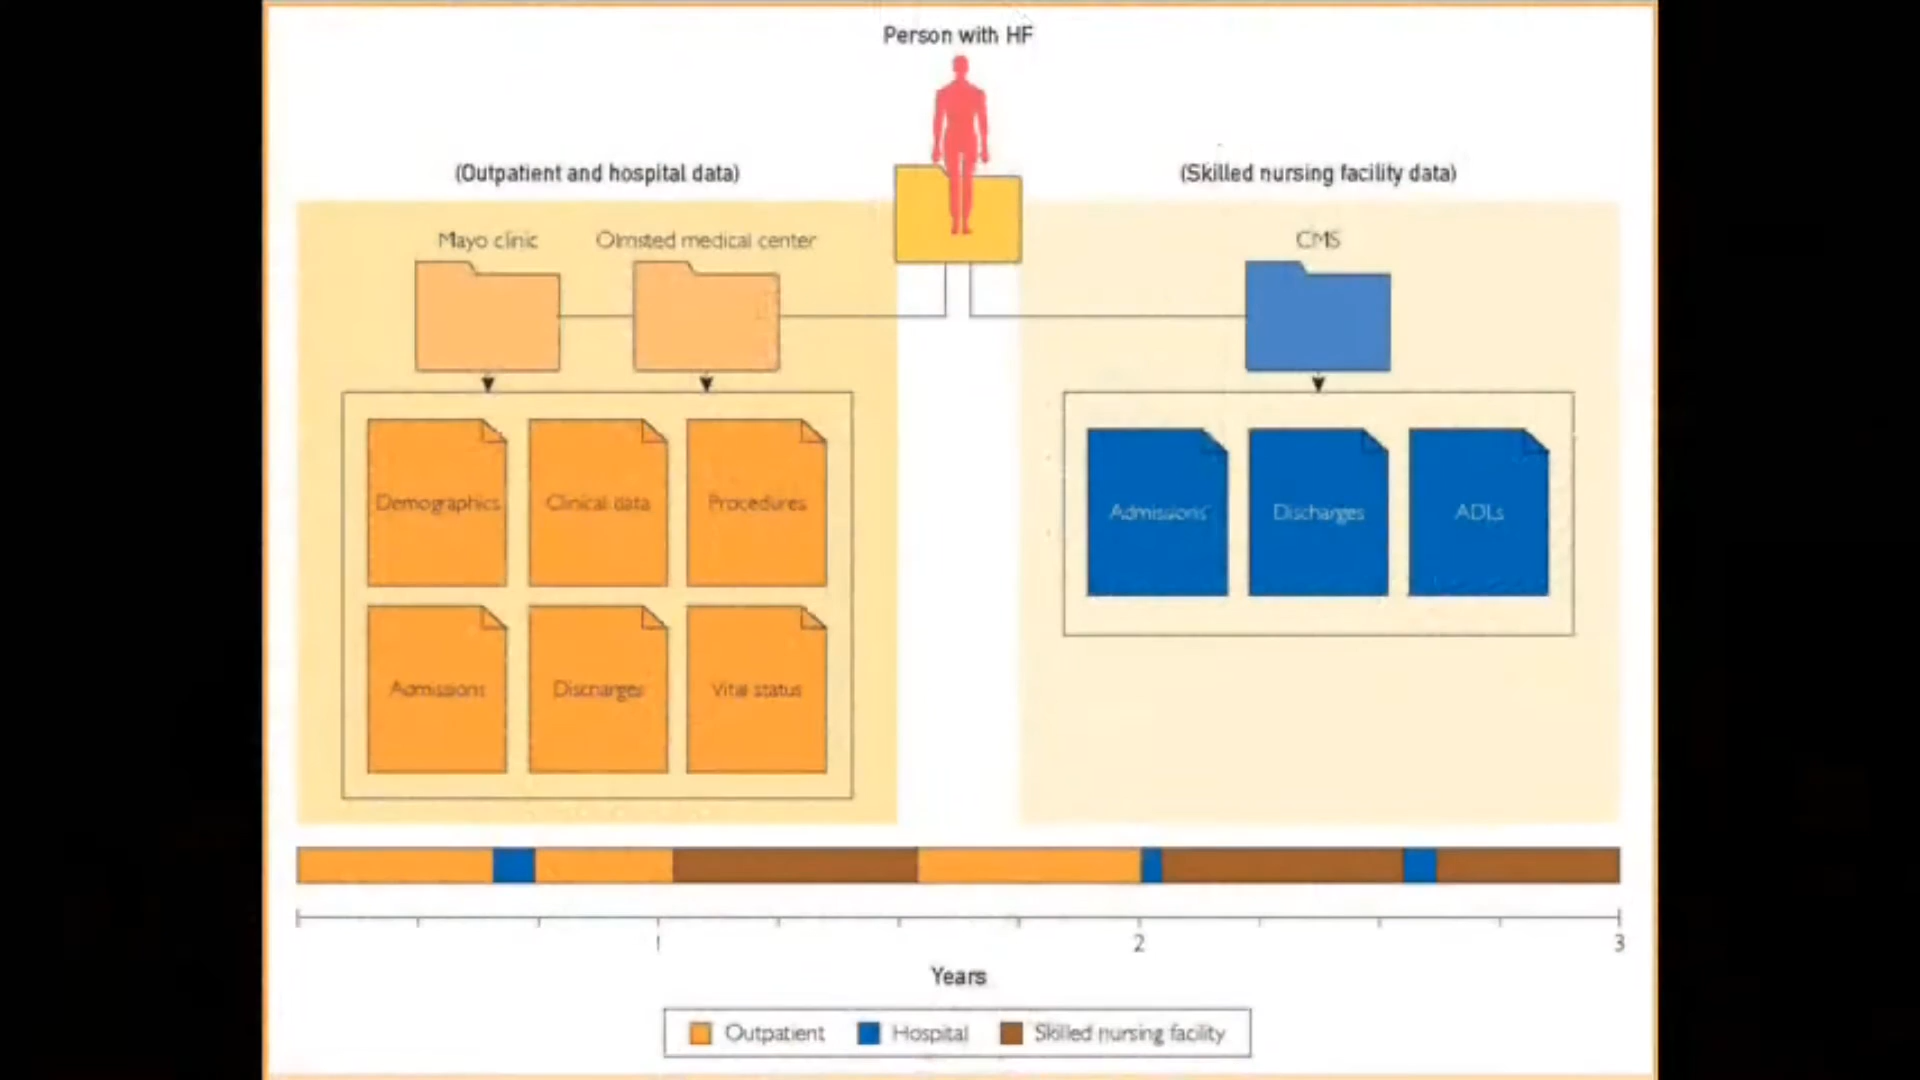 Person with HF
(Outpatient and hospital data)
(Skilled nursing facility data)
Mayo clinic
Olmsted medical center
CMS
Demographics
Clinical data
Procedures
Admissions
Discharges
ADLs
Admissions
Discharges
Vital status
1
2
3
Years
Outpatient
Hospital
Skilled nursing facility